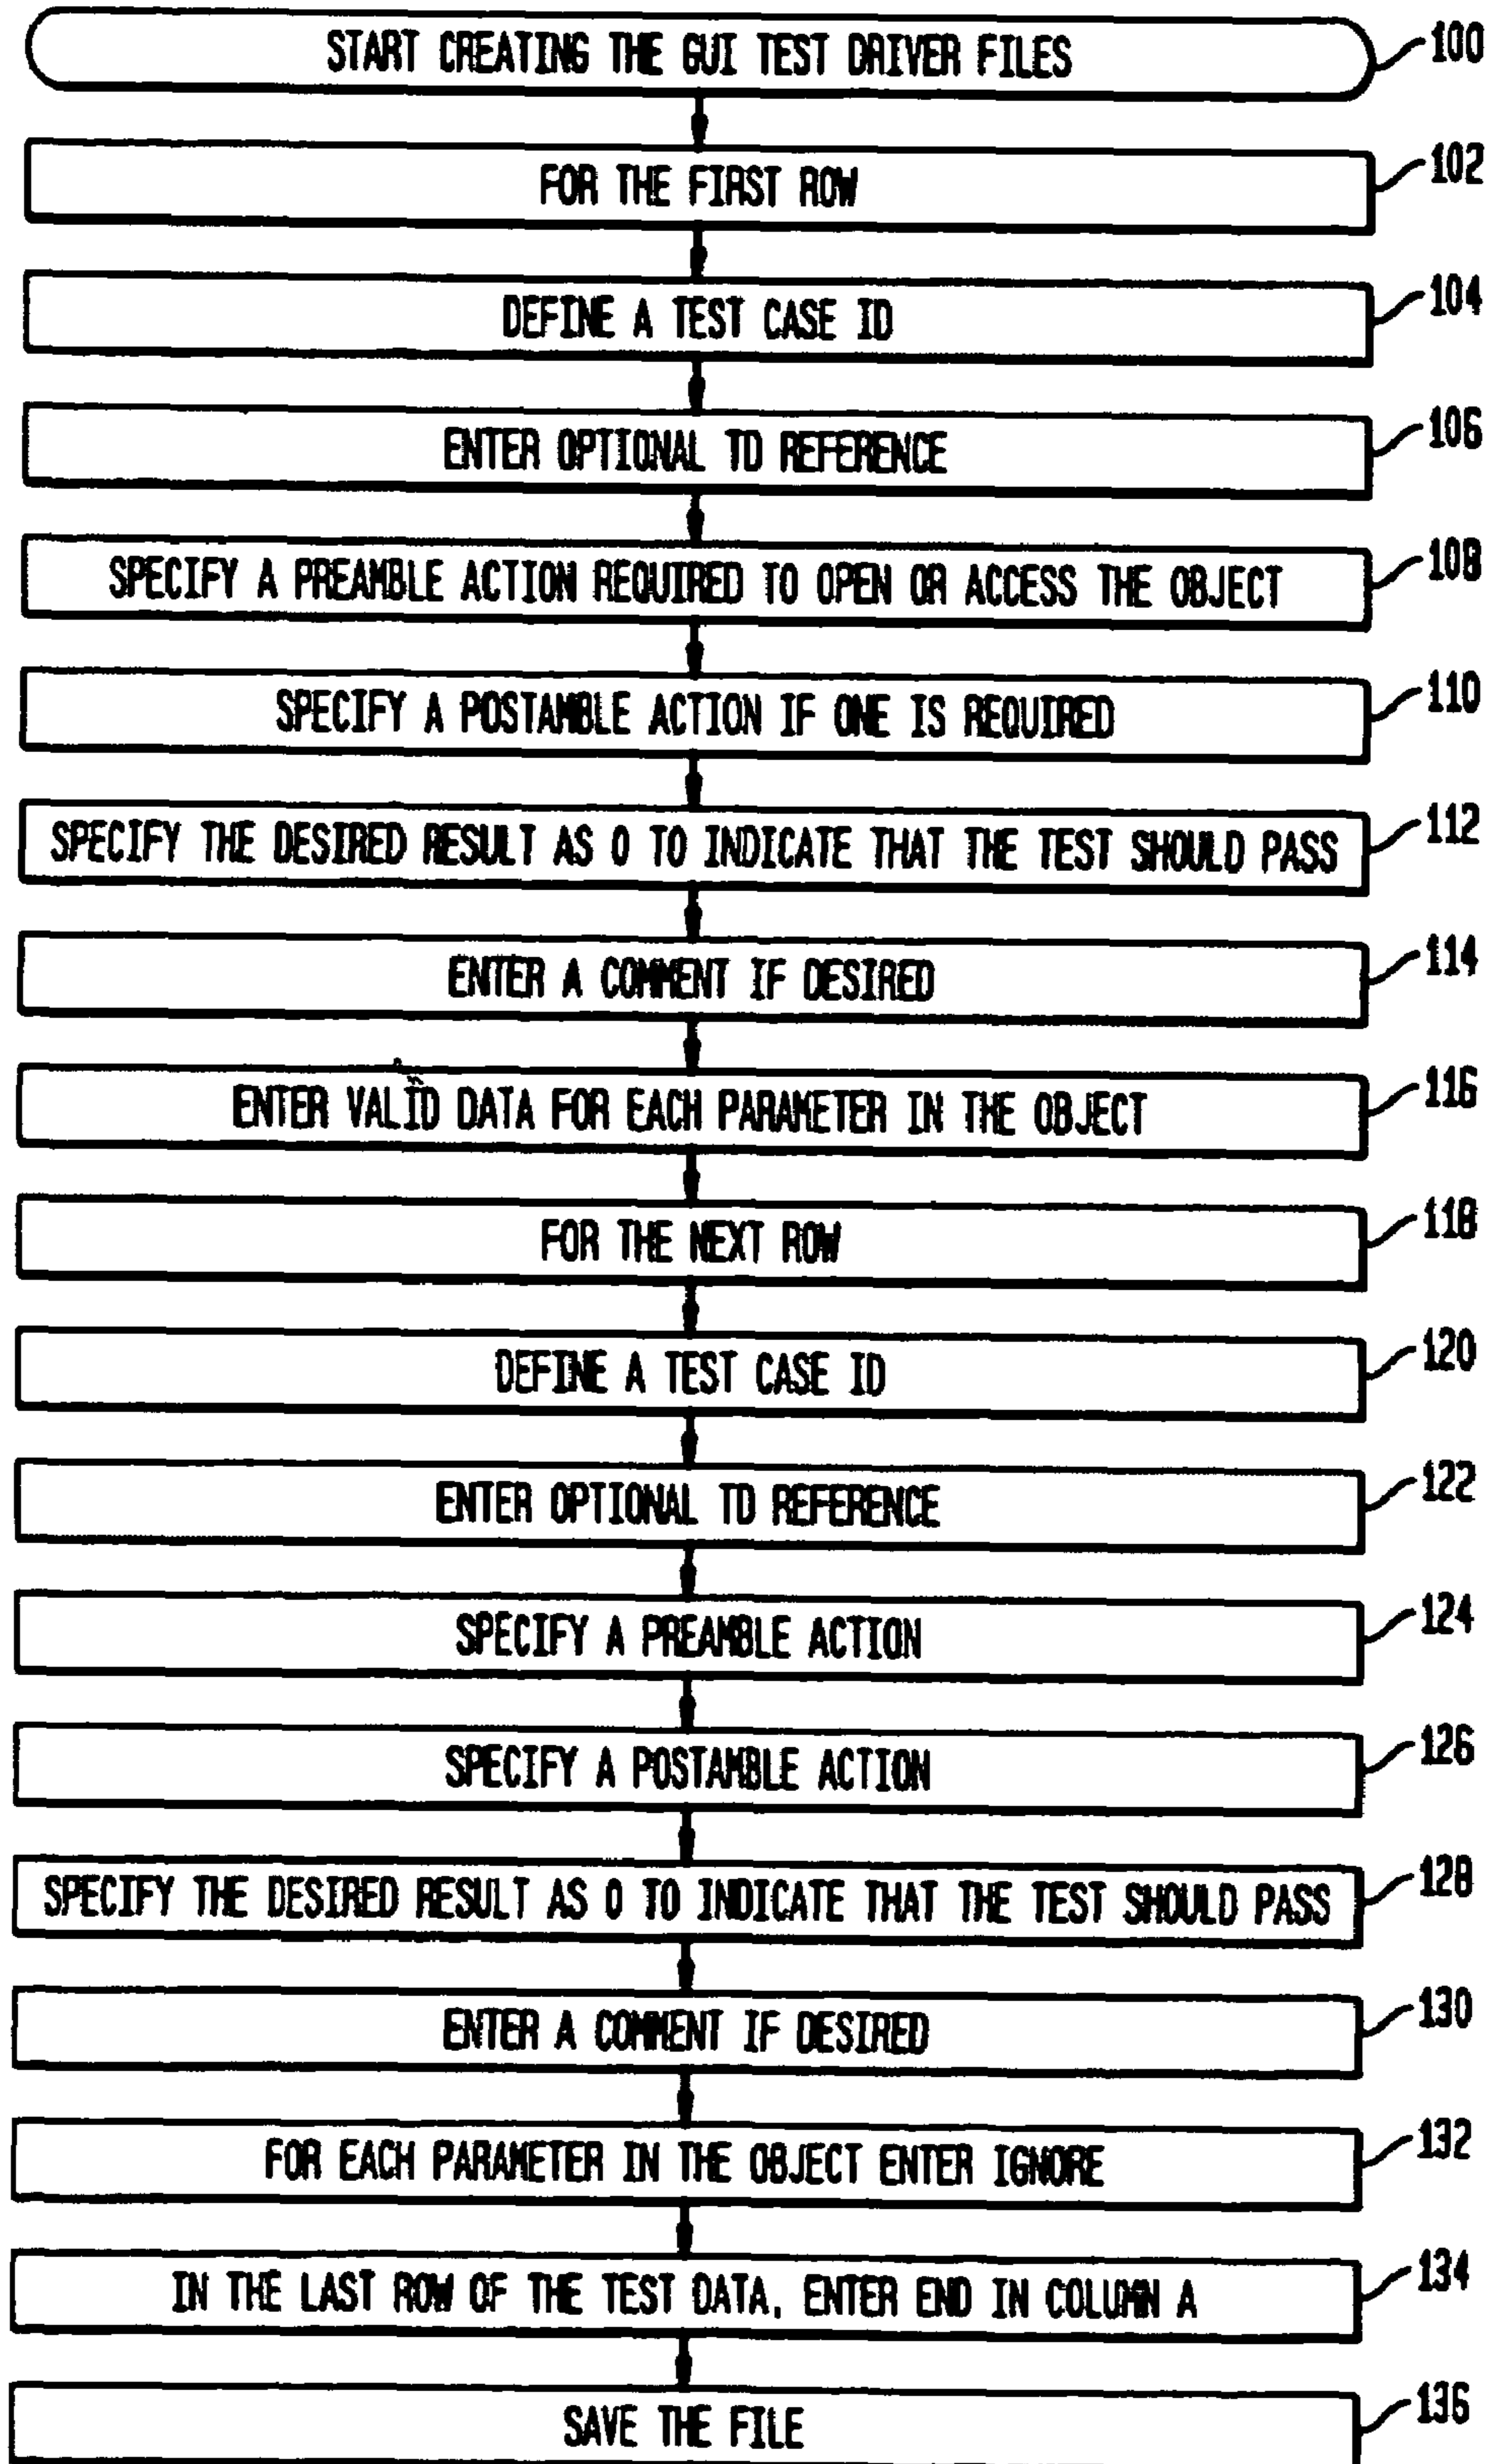 START CREATING THE GUI TEST DRIVER FILES 100
FOR THE FIRST ROW 102
DEFINE A TEST CASE ID 104
ENTER OPTIONAL TD REFERENCE 106
SPECIFY A PREAMBLE ACTION REQUIRED TO OPEN OR ACCESS THE OBJECT 108
SPECIFY A POSTAMBLE ACTION IF ONE IS REQUIRED 110
SPECIFY THE DESIRED RESULT AS 0 TO INDICATE THAT THE TEST SHOULD PASS 112
ENTER A COMMENT IF DESIRED 114
ENTER VALID DATA FOR EACH PARAMETER IN THE OBJECT 116
FOR THE NEXT ROW 118
DEFINE A TEST CASE ID 120
ENTER OPTIONAL TD REFERENCE 122
SPECIFY A PREAMBLE ACTION 124
SPECIFY A POSTAMBLE ACTION 126
SPECIFY THE DESIRED RESULT AS 0 TO INDICATE THAT THE TEST SHOULD PASS 128
ENTER A COMMENT IF DESIRED 130
FOR EACH PARAMETER IN THE OBJECT ENTER IGNORE 132
IN THE LAST ROW OF THE TEST DATA, ENTER END IN COLUMN A 134
SAVE THE FILE 136